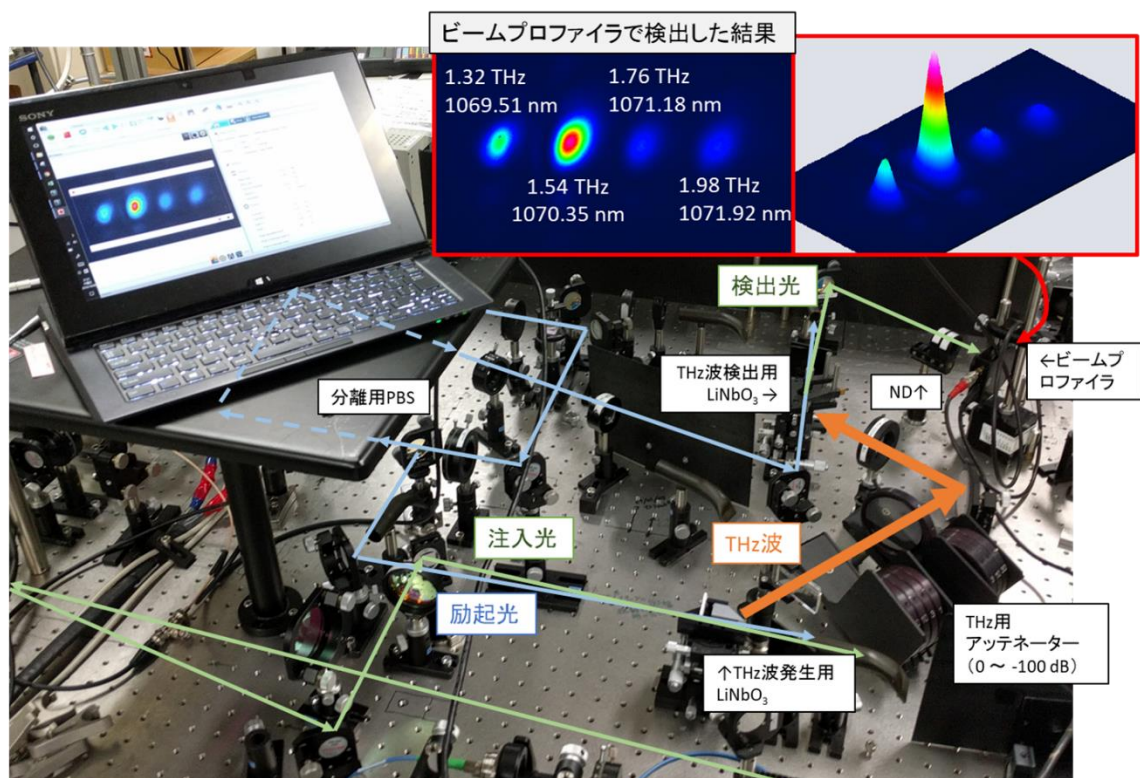 ビームプロファイラで検出した結果
1.32 THz
1069.51 nm
1.76 THz
1071.18 nm
1.54 THz
1070.35 nm
1.98 THz
1071.92 nm
SONY
検出光
←ビームプ
ロファイラ
THz波検出用
LiNbO₃→
ND↑
分離用PBS
注入光
THz波
励起光
↑THz波発生用
LiNbO₃
THz用
アッテネーター
（0 ～ -100 dB）